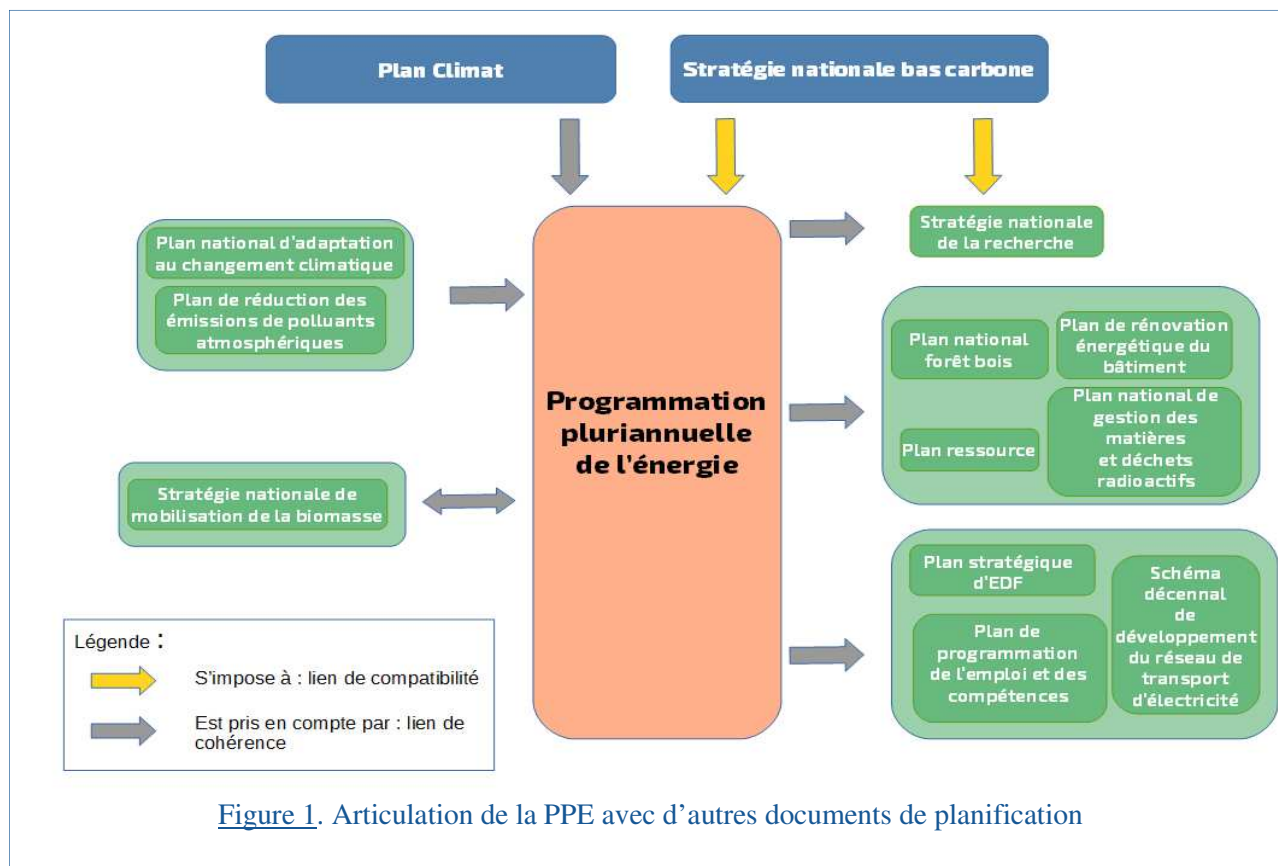 Plan Climat
Stratégie nationale bas carbone
Plan national d'adaptation
au changement climatique
Plan de réduction des
émissions de polluants
atmosphériques
Stratégie nationale de
mobilisation de la biomasse
Programmation
pluriannuelle
de l'énergie
Stratégie nationale
de la recherche
Plan national
forêt bois
Plan de rénovation
énergétique du
bâtiment
Plan ressource
Plan national de
gestion des
matières
et déchets
radioactifs
Plan stratégique
d'EDF
Plan de
programmation
de l'emploi et des
compétences
Schéma
décennal
de
développement
du réseau de
transport
d'électricité
Légende :
S'impose à : lien de compatibilité
Est pris en compte par : lien de
cohérence
Figure 1. Articulation de la PPE avec d'autres documents de planification